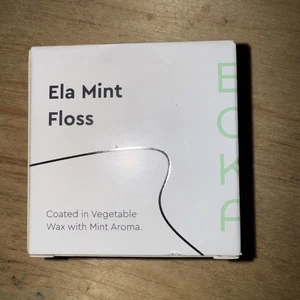 Ela Mint
Floss
Coated in Vegetable
Wax with Mint Aroma.